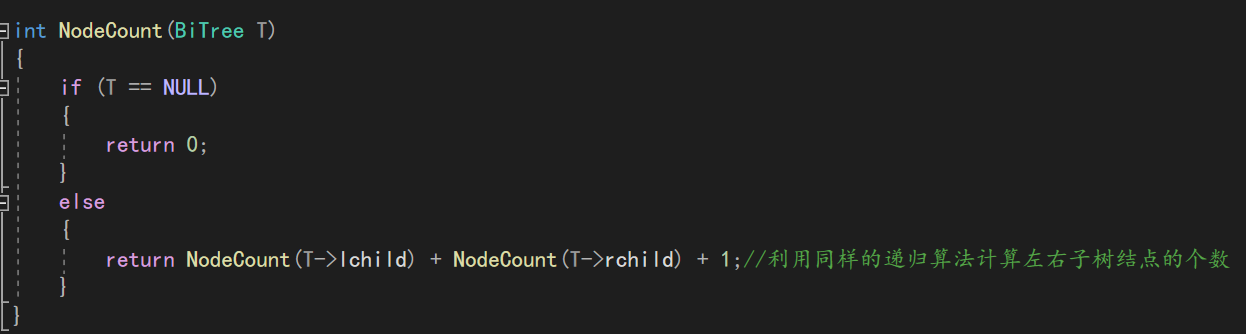 int NodeCount(BiTree T)
{
if (T == NULL)
{
return 0;
}
else
{
return NodeCount(T->lchild) + NodeCount(T->rchild) + 1;//利用同样的递归算法计算左右子树结点的个数
}
}